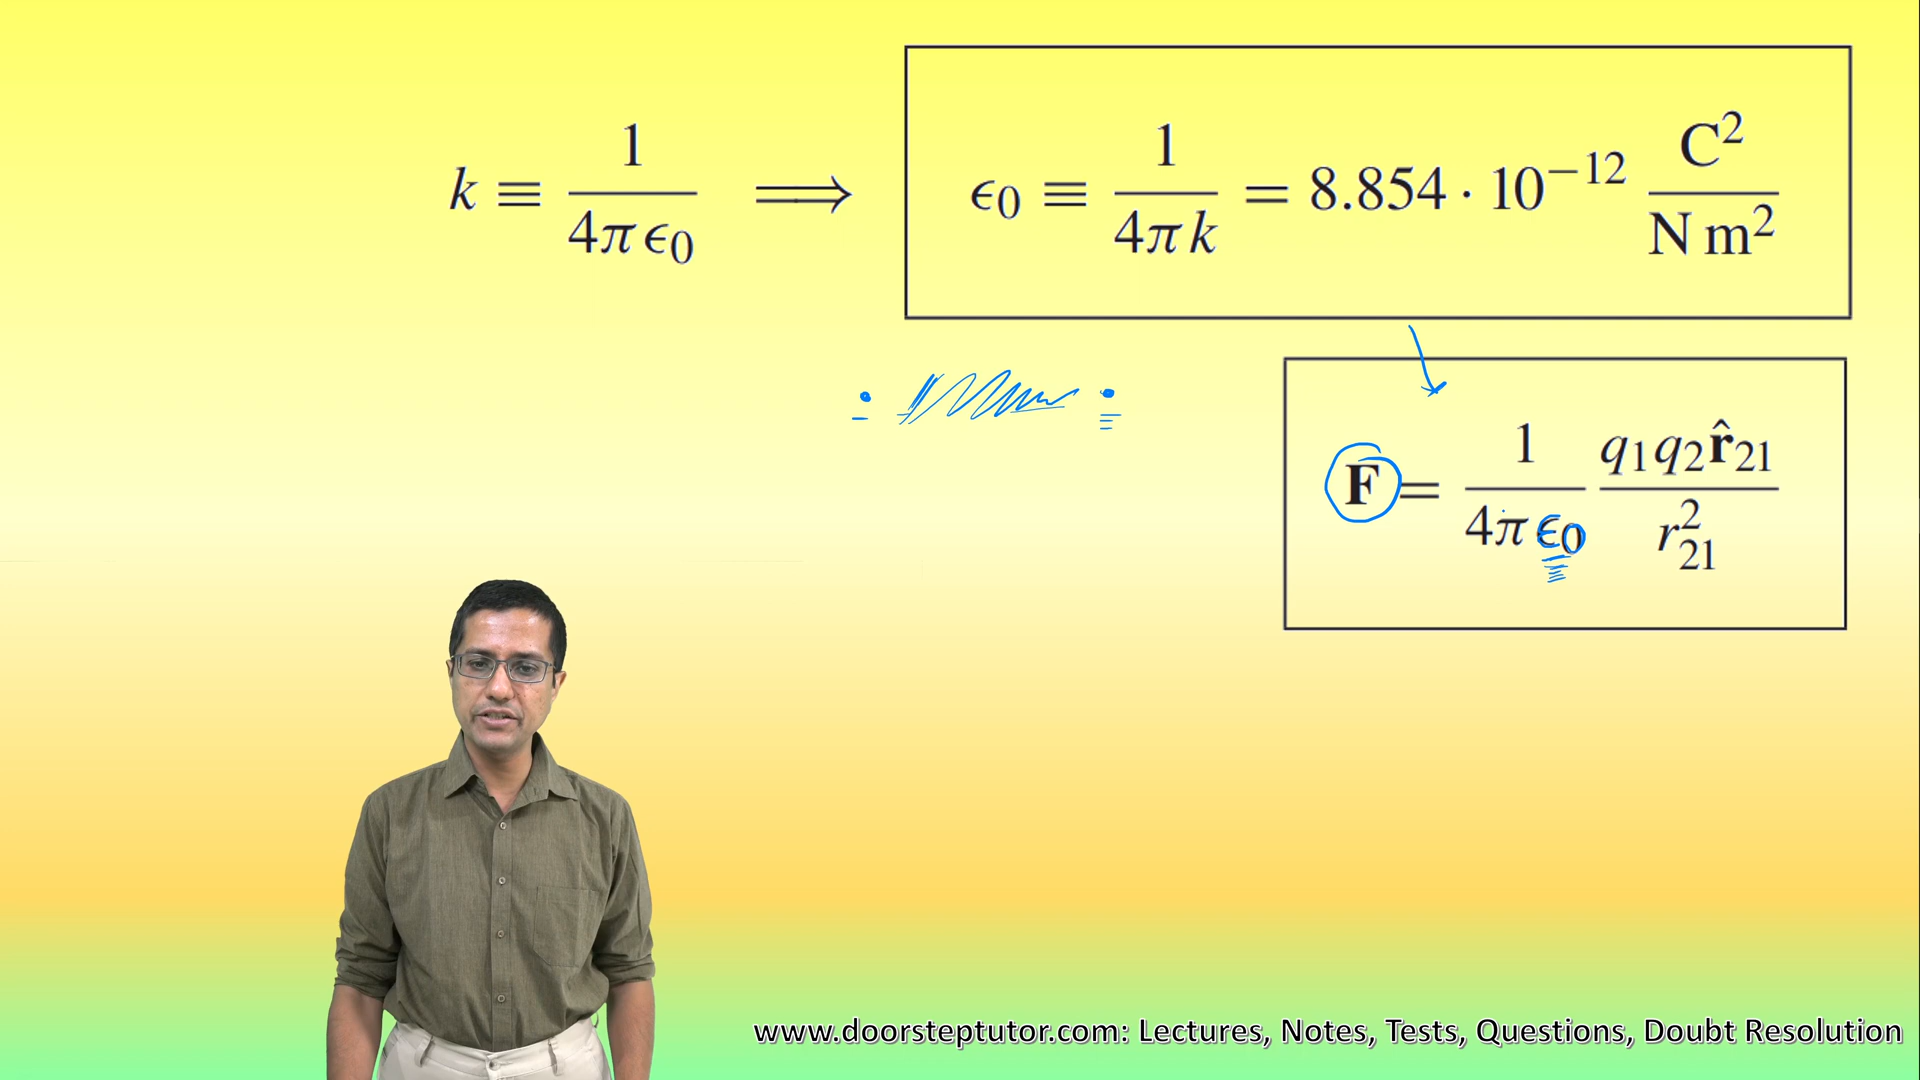 k ≡ 1/(4πϵ₀) ⟹ ϵ₀ ≡ 1/(4πk) = 8.854 · 10⁻¹² C²/(N m²)
F = 1/(4πϵ₀) q₁q₂r̂₂₁/r₂₁²
www.doorsteptutor.com: Lectures, Notes, Tests, Questions, Doubt Resolution